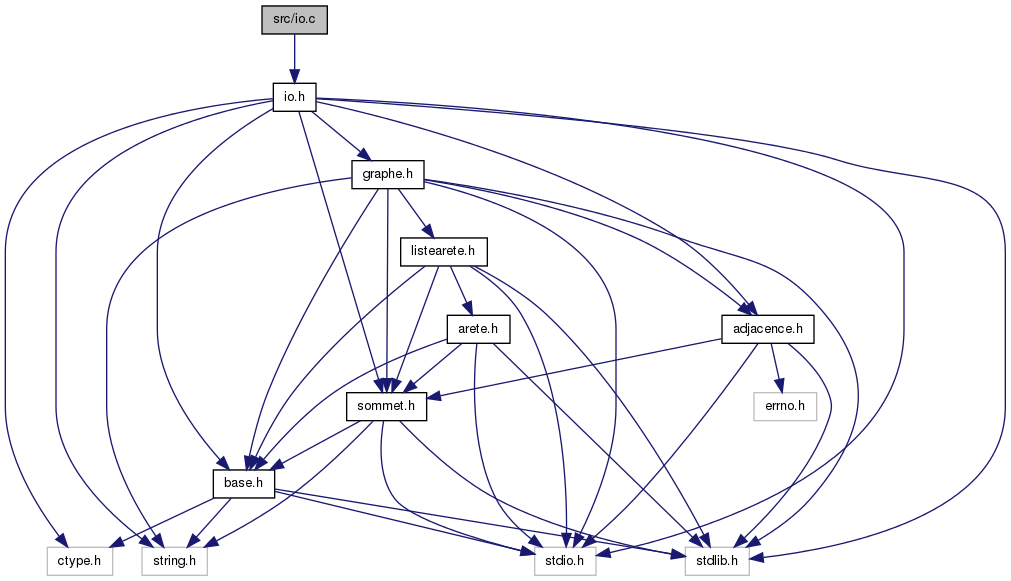 src/io.c
io.h
graphe.h
listearete.h
arete.h
adjacence.h
sommet.h
errno.h
base.h
ctype.h
string.h
stdio.h
stdlib.h